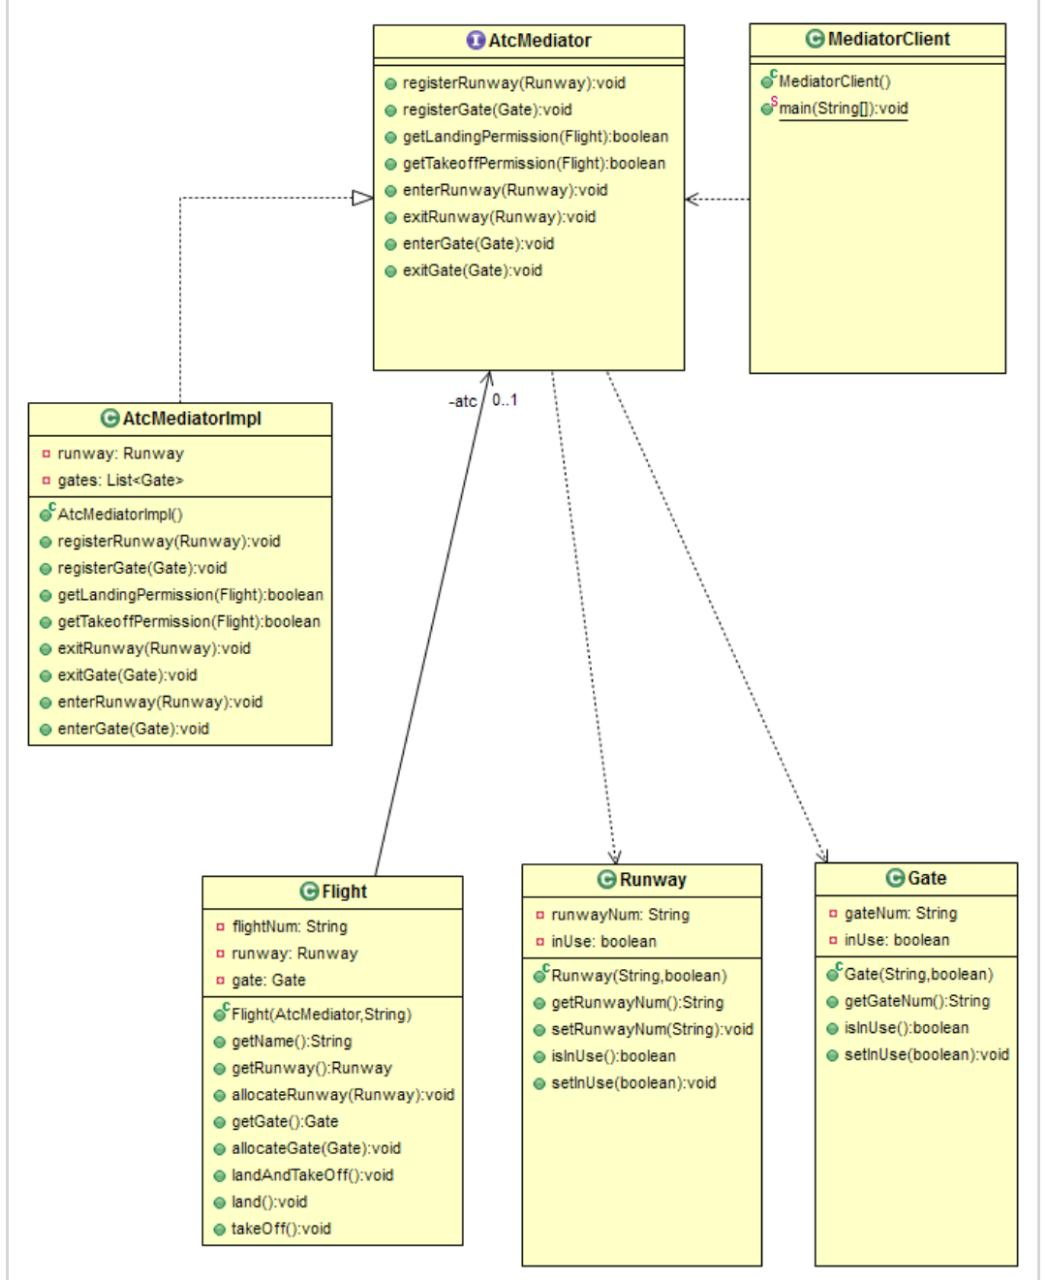 AtcMediator
registerRunway(Runway):void
registerGate(Gate):void
getLandingPermission(Flight):boolean
getTakeoffPermission(Flight):boolean
enterRunway(Runway):void
exitRunway(Runway):void
enterGate(Gate):void
exitGate(Gate):void
MediatorClient
MediatorClient()
main(String[]):void
-atc 0..1
AtcMediatorImpl
runway: Runway
gates: List<Gate>
AtcMediatorImpl()
registerRunway(Runway):void
registerGate(Gate):void
getLandingPermission(Flight):boolean
getTakeoffPermission(Flight):boolean
exitRunway(Runway):void
exitGate(Gate):void
enterRunway(Runway):void
enterGate(Gate):void
Flight
flightNum: String
runway: Runway
gate: Gate
Flight(AtcMediator,String)
getName():String
getRunway():Runway
allocateRunway(Runway):void
getGate():Gate
allocateGate(Gate):void
landAndTakeOff():void
land():void
takeOff():void
Runway
runwayNum: String
inUse: boolean
Runway(String,boolean)
getRunwayNum():String
setRunwayNum(String):void
isInUse():boolean
setInUse(boolean):void
Gate
gateNum: String
inUse: boolean
Gate(String,boolean)
getGateNum():String
isInUse():boolean
setInUse(boolean):void